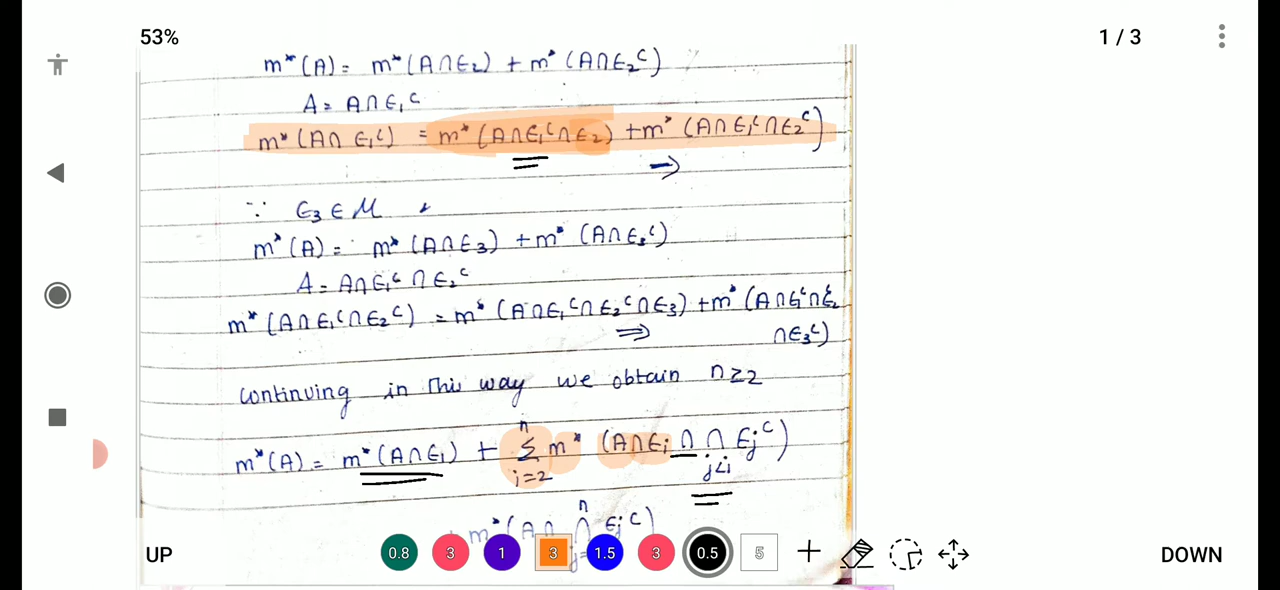 53%
1 / 3
m*(A) = m*(A∩E₂) + m*(A∩E₂ᶜ)
A = A∩E₁ᶜ
m*(A∩E₁ᶜ) = m*(A∩E₁ᶜ∩E₂) + m*(A∩E₁ᶜ∩E₂ᶜ)
∵ E₃ ∈ M
m*(A) = m*(A∩E₃) + m*(A∩E₃ᶜ)
A = A∩E₁ᶜ∩E₂ᶜ
m*(A∩E₁ᶜ∩E₂ᶜ) = m*(A∩E₁ᶜ∩E₂ᶜ∩E₃) + m*(A∩E₁ᶜ∩E₂ᶜ
⇒ ∩E₃ᶜ)
Continuing in this way we obtain n≥2
n
m*(A) = m*(A∩E₁) + Σ m* (A∩Eᵢ ∩ ∩ Eⱼᶜ)
i=2 j<i
n
m*(A∩ ∩ Eⱼᶜ)
j
UP 0.8 3 1 3 1.5 3 0.5 5 + DOWN